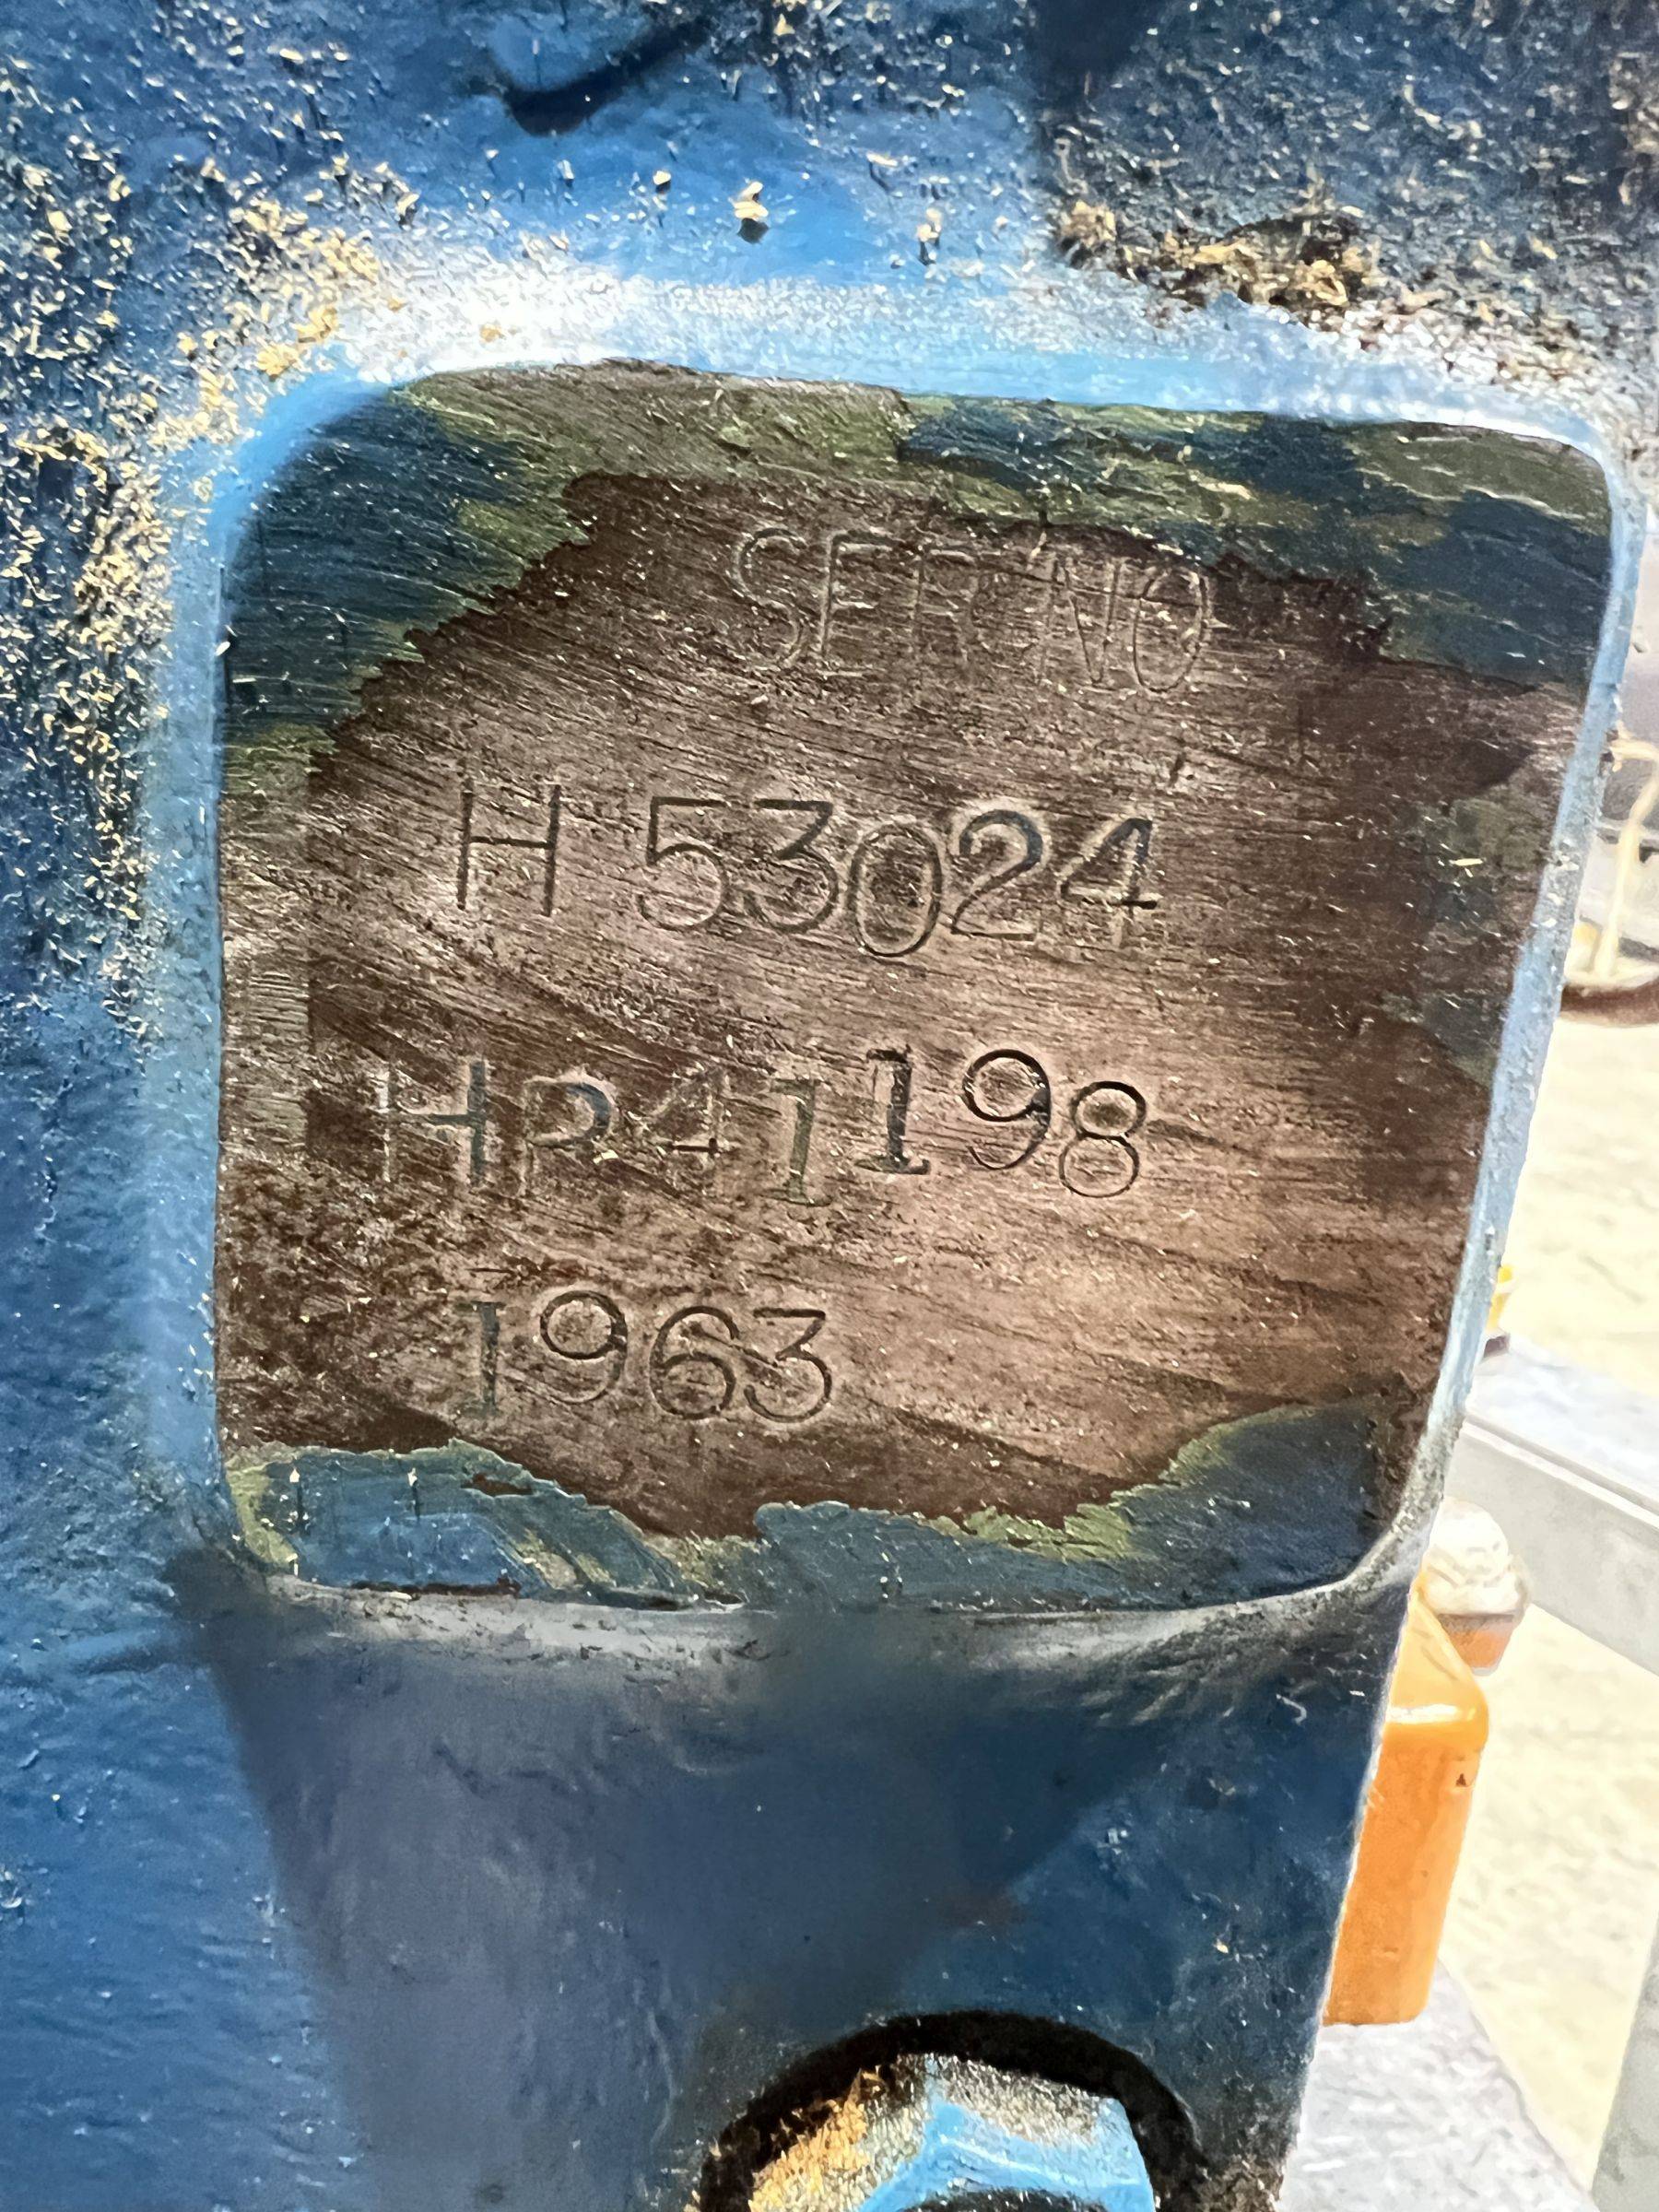 SER NO
H 53024
HP41198
1963